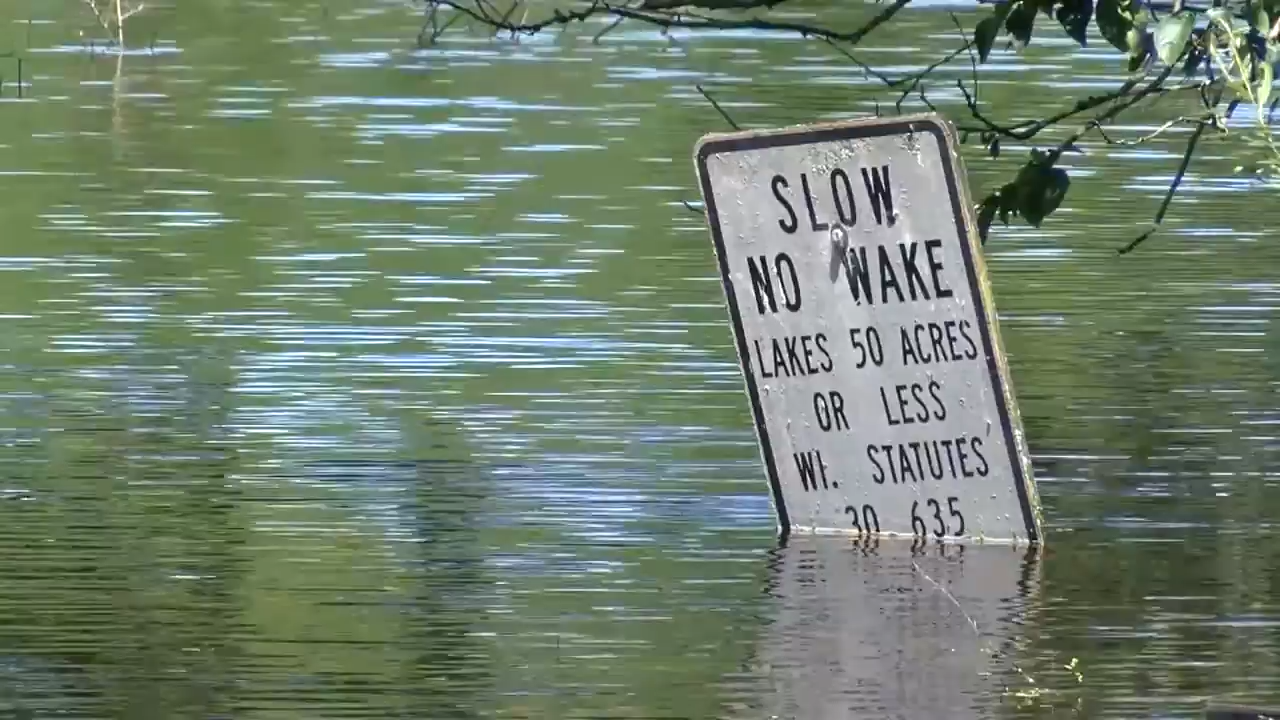 SLOW
NO WAKE
LAKES 50 ACRES
OR LESS
WI. STATUTES
30 635